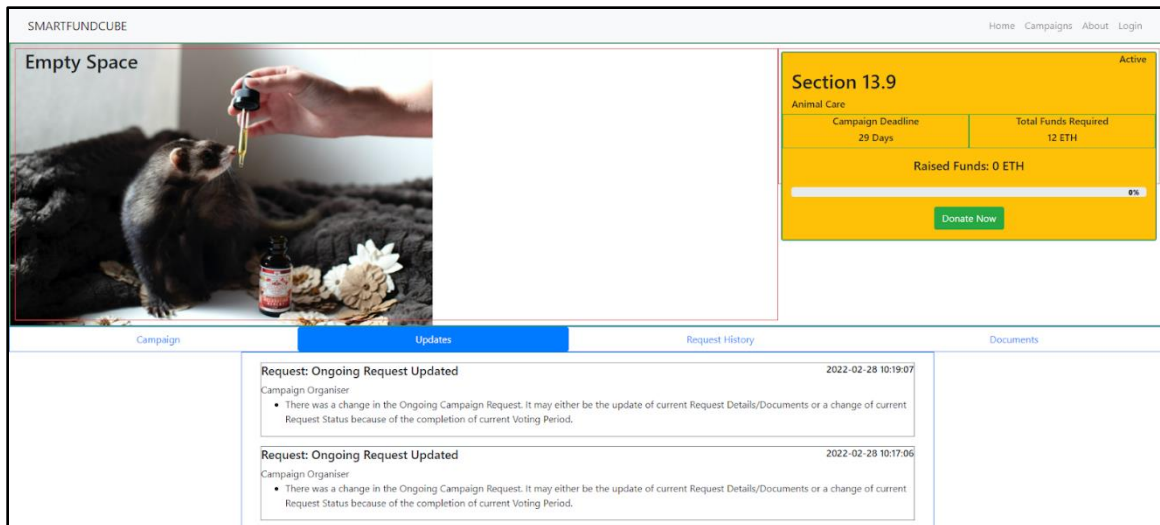 SMARTFUNDCUBE
Home Campaigns About Login
Empty Space
Active
Section 13.9
Animal Care
Campaign Deadline
29 Days
Total Funds Required
12 ETH
Raised Funds: 0 ETH
0%
Donate Now
Campaign
Updates
Request History
Documents
Request: Ongoing Request Updated
2022-02-28 10:19:07
Campaign Organiser
• There was a change in the Ongoing Campaign Request. It may either be the update of current Request Details/Documents or a change of current
Request Status because of the completion of current Voting Period.
Request: Ongoing Request Updated
2022-02-28 10:17:06
Campaign Organiser
• There was a change in the Ongoing Campaign Request. It may either be the update of current Request Details/Documents or a change of current
Request Status because of the completion of current Voting Period.